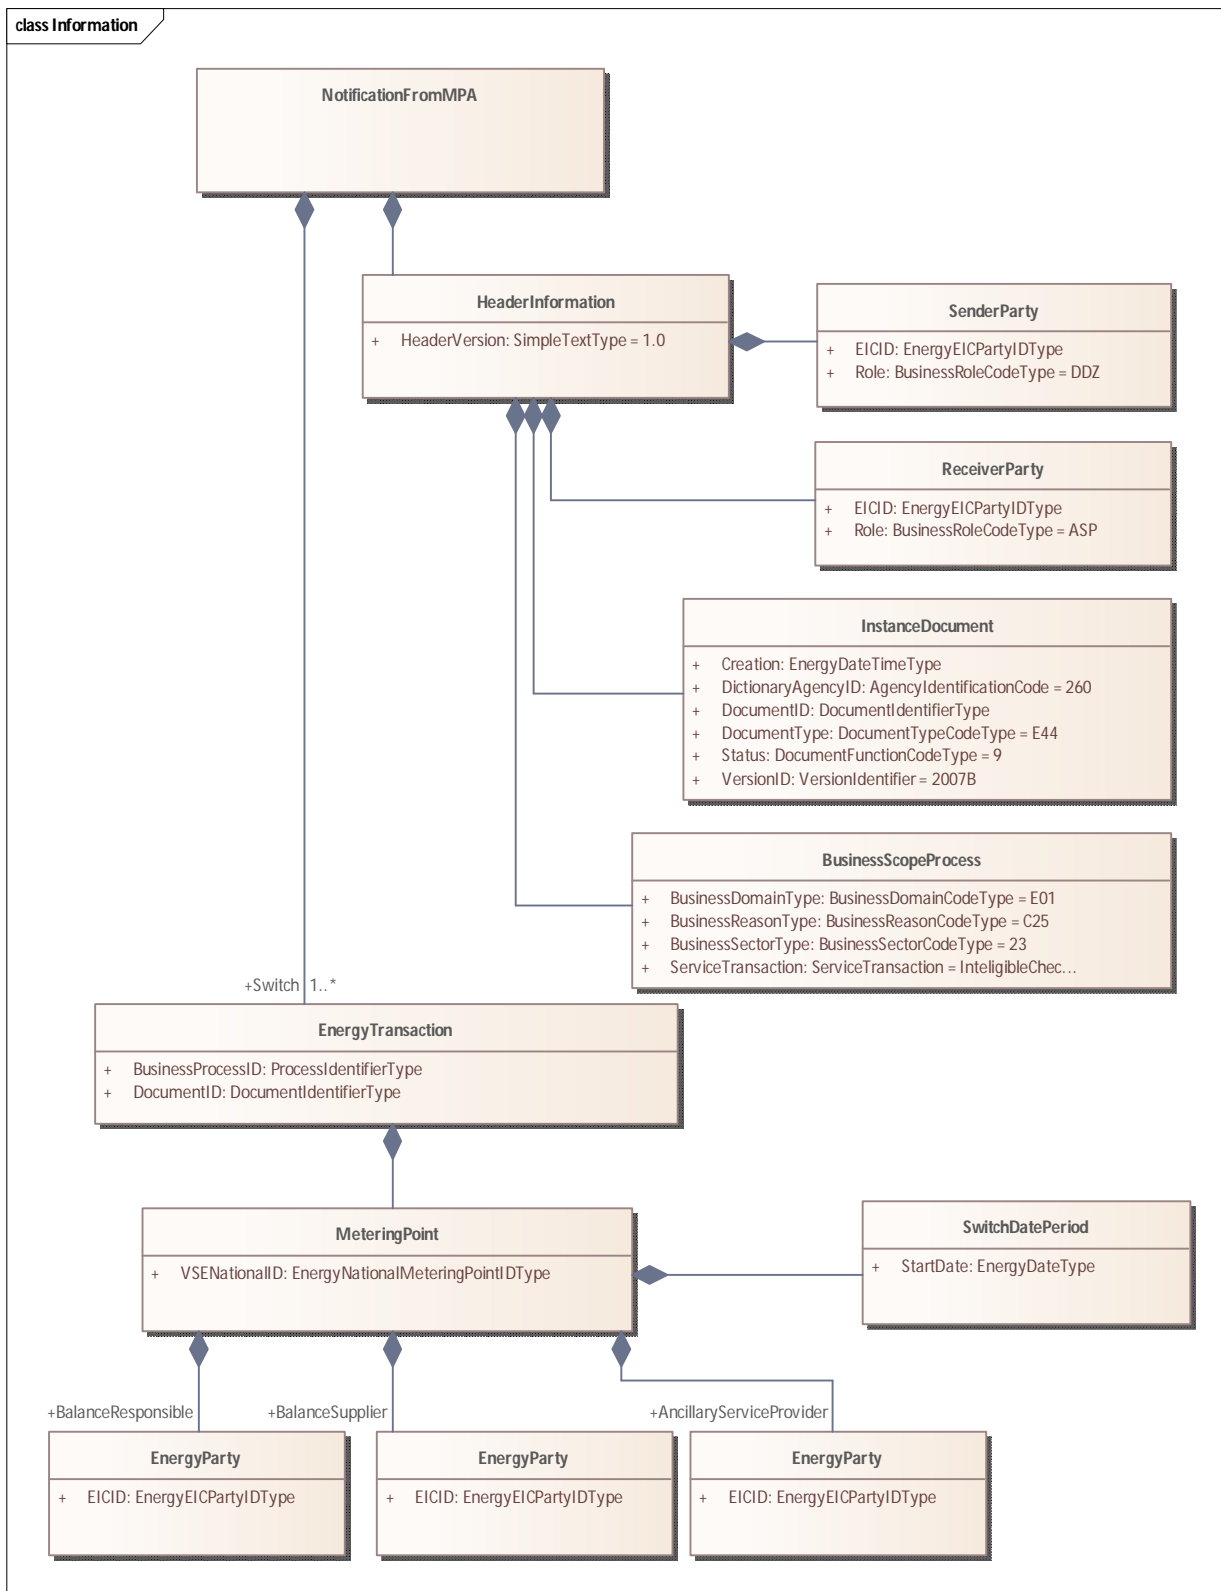 class Information
NotificationFromMPA
HeaderInformation
+ HeaderVersion: SimpleTextType = 1.0
SenderParty
+ EICID: EnergyEICPartyIDType
+ Role: BusinessRoleCodeType = DDZ
ReceiverParty
+ EICID: EnergyEICPartyIDType
+ Role: BusinessRoleCodeType = ASP
InstanceDocument
+ Creation: EnergyDateTimeType
+ DictionaryAgencyID: AgencyIdentificationCode = 260
+ DocumentID: DocumentIdentifierType
+ DocumentType: DocumentTypeCodeType = E44
+ Status: DocumentFunctionCodeType = 9
+ VersionID: VersionIdentifier = 2007B
BusinessScopeProcess
+ BusinessDomainType: BusinessDomainCodeType = E01
+ BusinessReasonType: BusinessReasonCodeType = C25
+ BusinessSectorType: BusinessSectorCodeType = 23
+ ServiceTransaction: ServiceTransaction = InteligibleChec...
+Switch 1..*
EnergyTransaction
+ BusinessProcessID: ProcessIdentifierType
+ DocumentID: DocumentIdentifierType
MeteringPoint
+ VSENationalID: EnergyNationalMeteringPointIDType
SwitchDatePeriod
+ StartDate: EnergyDateType
+BalanceResponsible
+BalanceSupplier
+AncillaryServiceProvider
EnergyParty
+ EICID: EnergyEICPartyIDType
EnergyParty
+ EICID: EnergyEICPartyIDType
EnergyParty
+ EICID: EnergyEICPartyIDType